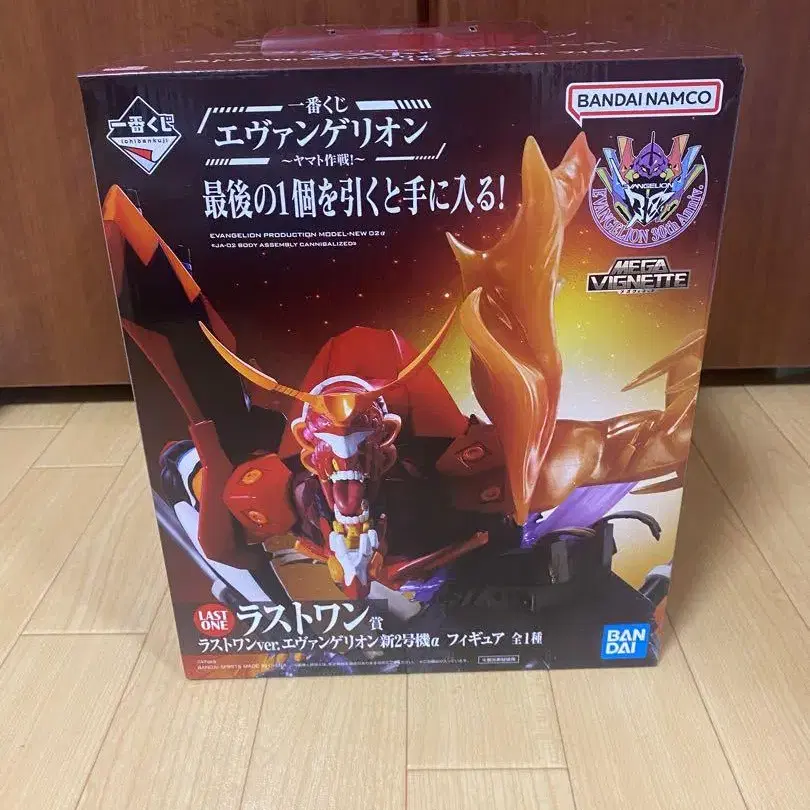 一番くじ
ichibankuji
一番くじ
エヴァンゲリオン
～ヤマト作戦!～
最後の1個を引くと手に入る!
EVANGELION PRODUCTION MODEL-NEW 02α
«JA-02 BODY ASSEMBLY CANNIBALIZED»
BANDAI NAMCO
EVANGELION
EVANGELION 30th Anniv.
MEGA
VIGNETTE
LAST
ONE
ラストワン賞
ラストワンver.エヴァンゲリオン新2号機α フィギュア 全1種
BAN
DAI